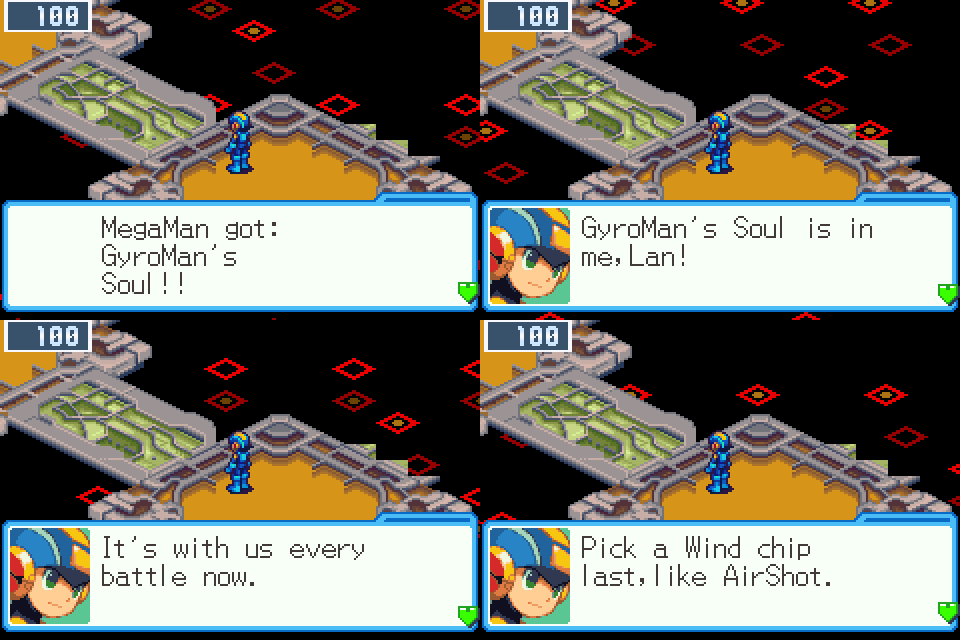 100
MegaMan got:
GyroMan's
Soul!!
100
GyroMan's Soul is in
me,Lan!
100
It's with us every
battle now.
100
Pick a Wind chip
last,like AirShot.